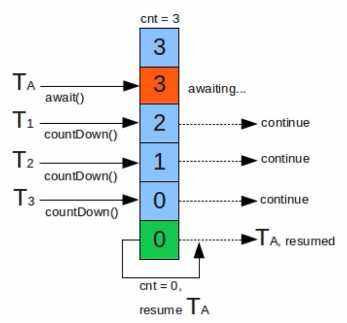 cnt = 3
3
TA
await()
3
awaiting...
T1
countDown()
2
continue
T2
countDown()
1
continue
T3
countDown()
0
continue
0
TA, resumed
cnt = 0,
resume TA